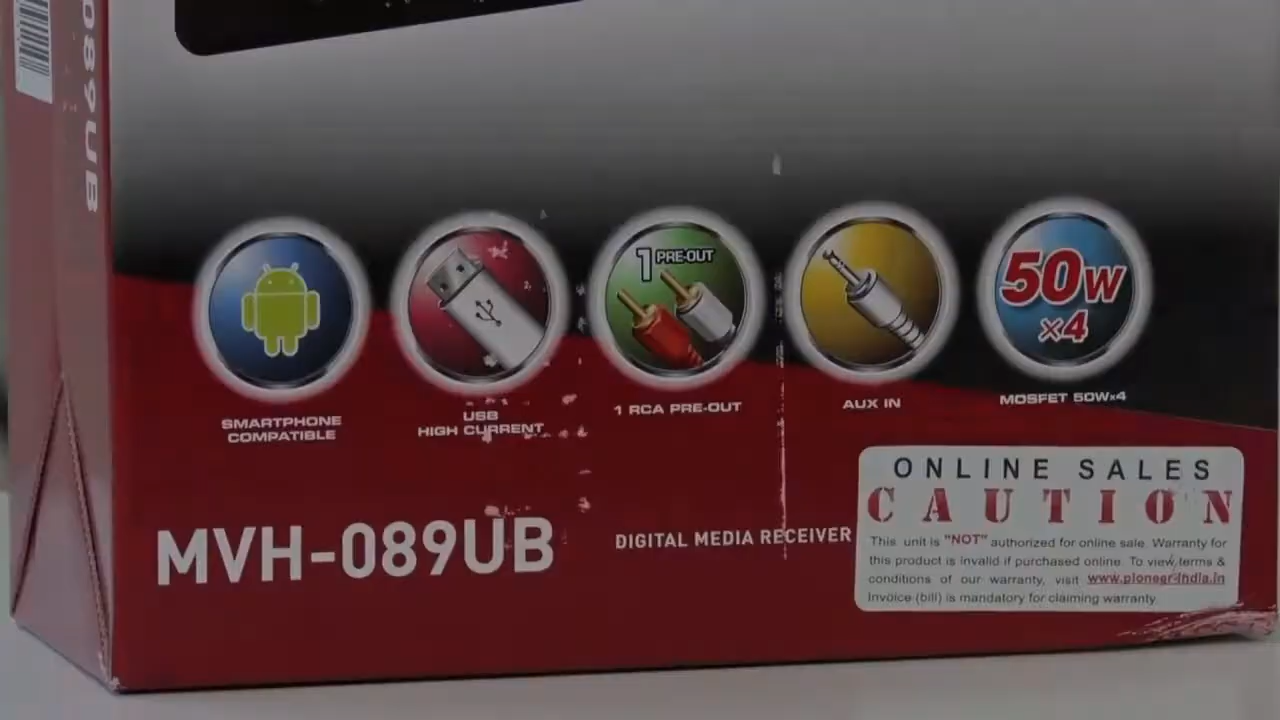 089UB
1 PRE-OUT
50W
×4
SMARTPHONE
COMPATIBLE
USB
HIGH CURRENT
1 RCA PRE-OUT
AUX IN
MOSFET 50W×4
MVH-089UB
DIGITAL MEDIA RECEIVER
ONLINE SALES
CAUTION
This unit is "NOT" authorized for online sale. Warranty for
this product is invalid if purchased online. To view terms &
conditions of our warranty, visit www.pioneer-india.in
Invoice (bill) is mandatory for claiming warranty.